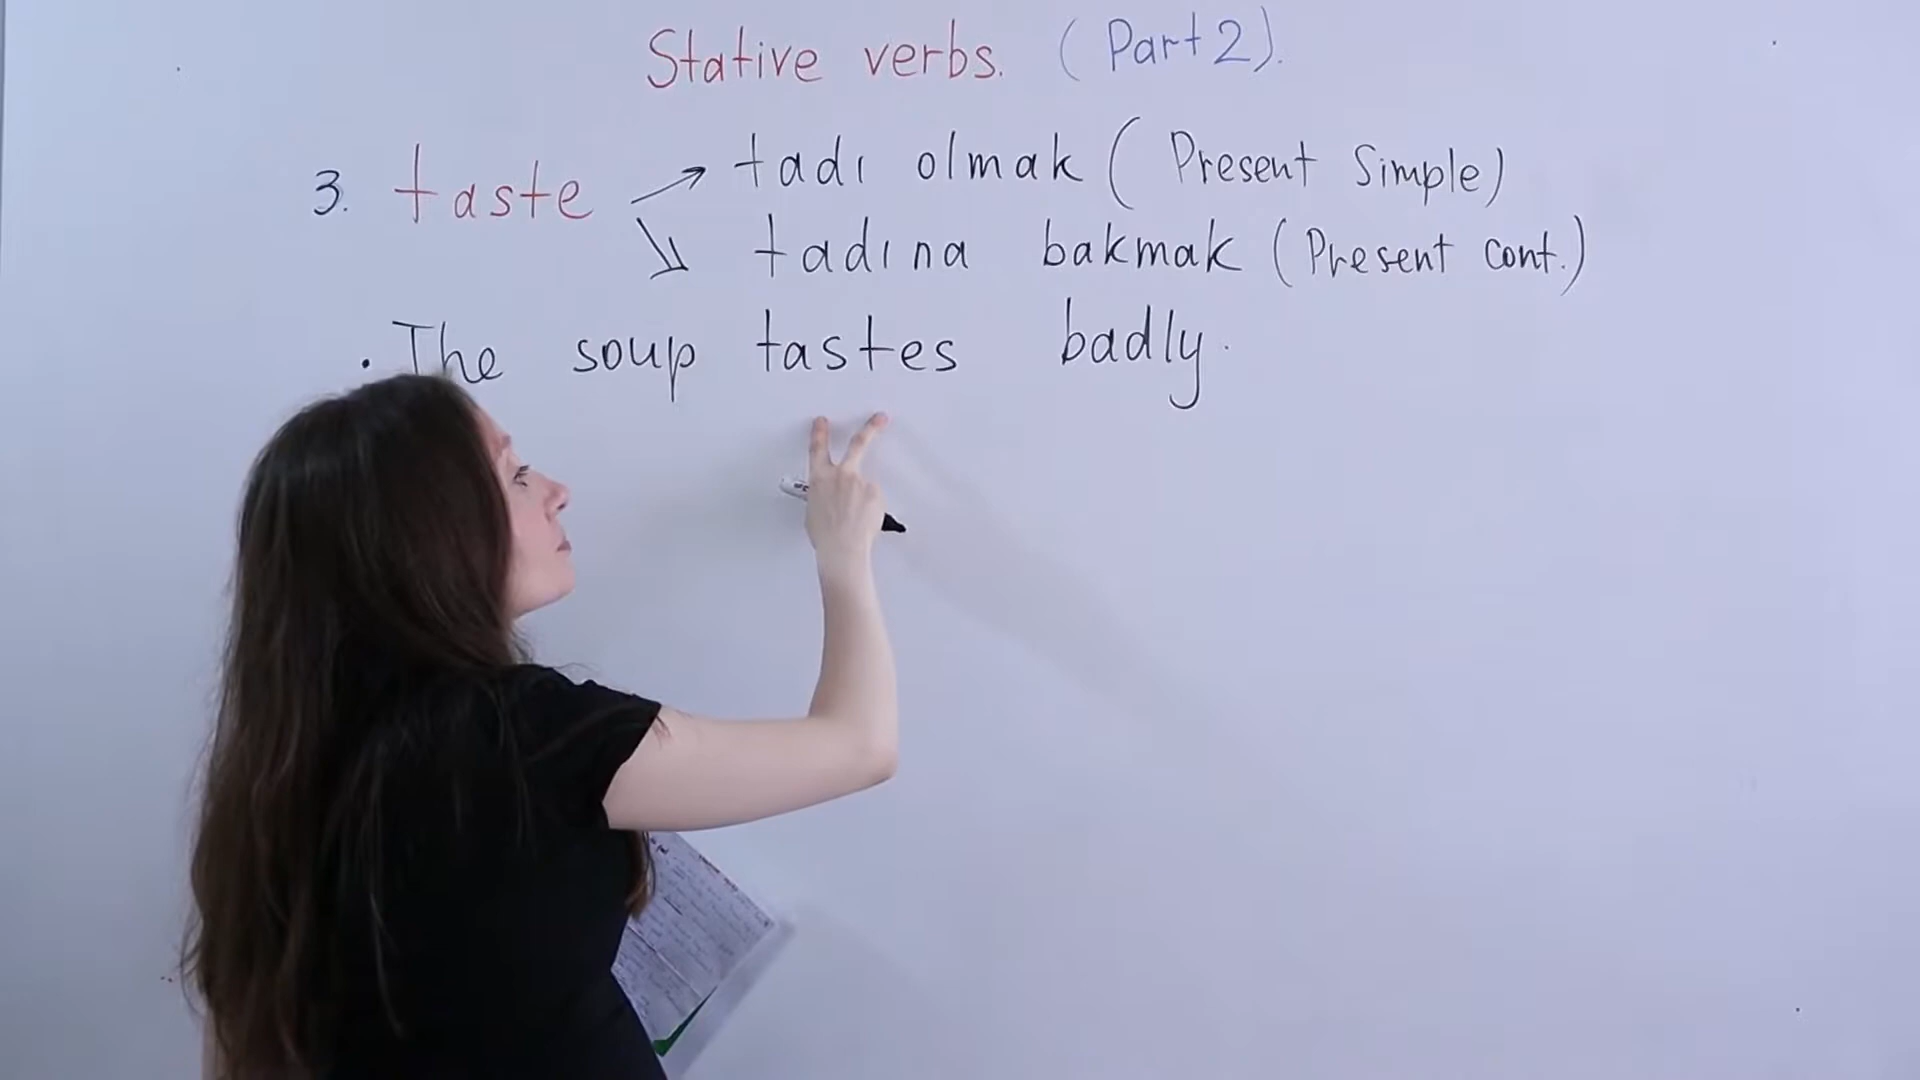 Stative verbs. (Part 2).
3. taste → tadı olmak (Present Simple)
tadına bakmak (Present cont.)
. The soup tastes badly.